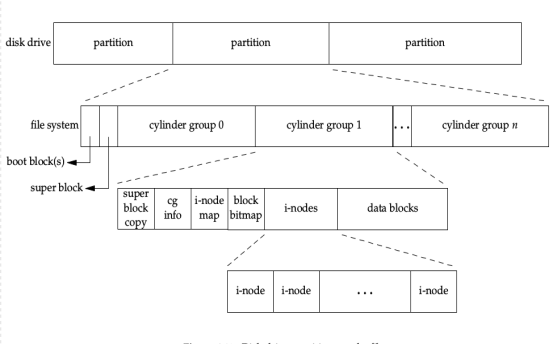 disk drive
partition
partition
partition
file system
cylinder group 0
cylinder group 1
...
cylinder group n
boot block(s)
super block
super block copy
cg info
i-node map
block bitmap
i-nodes
data blocks
i-node
i-node
...
i-node